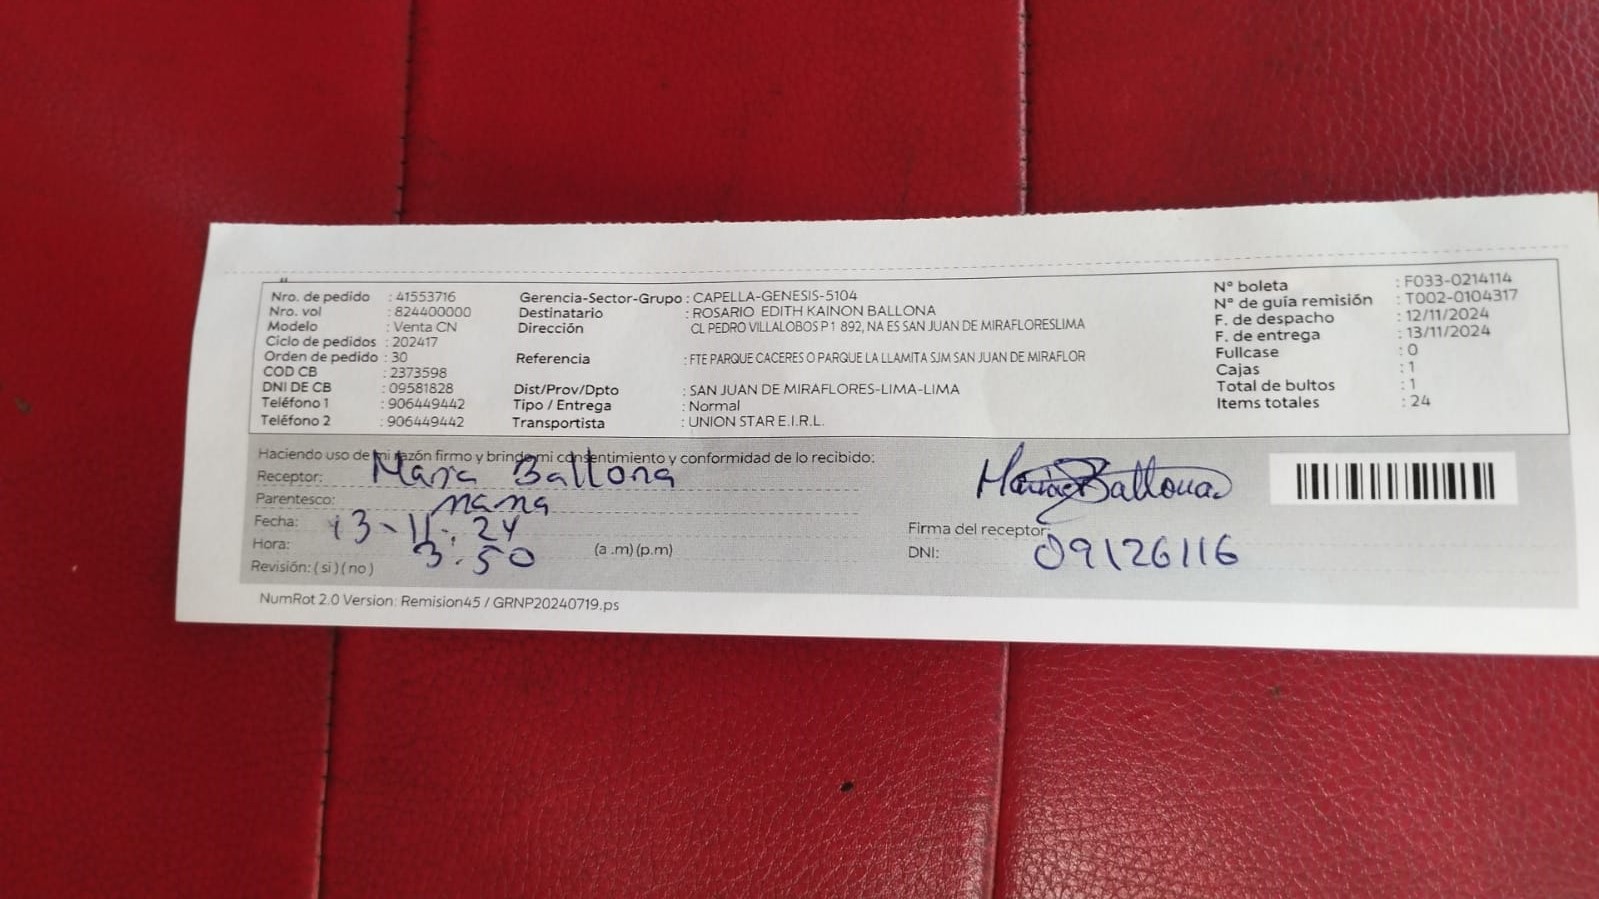 Nro. de pedido : 41553716
Nro. vol : 824400000
Modelo : Venta CN
Ciclo de pedidos : 202417
Orden de pedido : 30
COD CB : 2373598
DNI DE CB : 09581828
Teléfono 1 : 906449442
Teléfono 2 : 906449442
Gerencia-Sector-Grupo : CAPELLA-GENESIS-5104
Destinatario : ROSARIO EDITH KAINON BALLONA
Dirección CL PEDRO VILLALOBOS P1 892, NA ES SAN JUAN DE MIRAFLORESLIMA
Referencia : FTE PARQUE CACERES O PARQUE LA LLAMITA SJM SAN JUAN DE MIRAFLOR
Dist/Prov/Dpto : SAN JUAN DE MIRAFLORES-LIMA-LIMA
Tipo / Entrega : Normal
Transportista : UNION STAR E.I.R.L.
N° boleta : F033-0214114
N° de guía remisión : T002-0104317
F. de despacho : 12/11/2024
F. de entrega : 13/11/2024
Fullcase : 0
Cajas : 1
Total de bultos : 1
Items totales : 24
Haciendo uso de mi razón firmo y brindo mi consentimiento y conformidad de lo recibido:
Receptor: Maria Ballona
Parentesco: mama
Fecha: 13-11-24
Hora: 3:50 (a .m) (p.m)
Revisión: ( si ) ( no )
Maria Ballona
Firma del receptor:
DNI: 09126116
NumRot 2.0 Version: Remision45 / GRNP20240719.ps